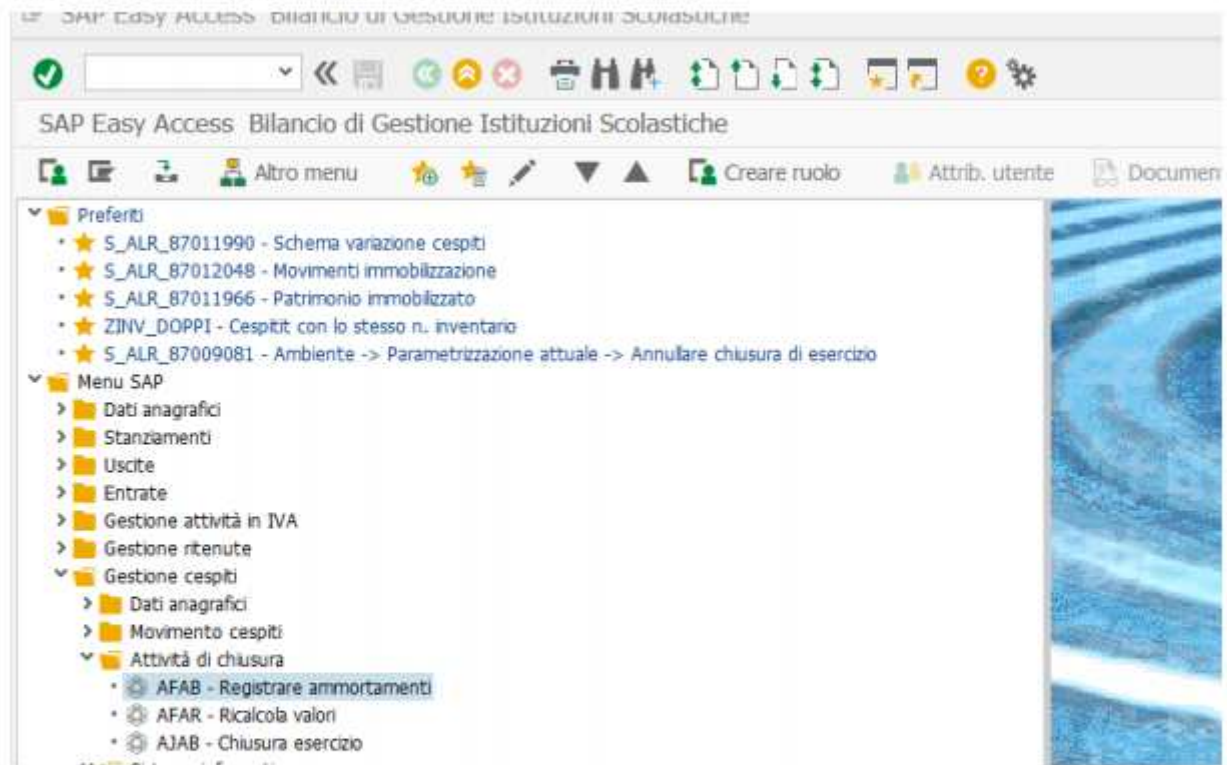 SAP Easy Access Bilancio di Gestione Istituzioni Scolastiche
SAP Easy Access Bilancio di Gestione Istituzioni Scolastiche
Altro menu Creare ruolo Attrib. utente Documen
Preferiti
S_ALR_87011990 - Schema variazione cespiti
S_ALR_87012048 - Movimenti immobilizzazione
S_ALR_87011966 - Patrimonio immobilizzato
ZINV_DOPPI - Cespitit con lo stesso n. inventario
S_ALR_87009081 - Ambiente -> Parametrizzazione attuale -> Annullare chiusura di esercizio
Menu SAP
Dati anagrafici
Stanziamenti
Uscite
Entrate
Gestione attività in IVA
Gestione ritenute
Gestione cespiti
Dati anagrafici
Movimento cespiti
Attività di chiusura
AFAB - Registrare ammortamenti
AFAR - Ricalcola valori
AJAB - Chiusura esercizio